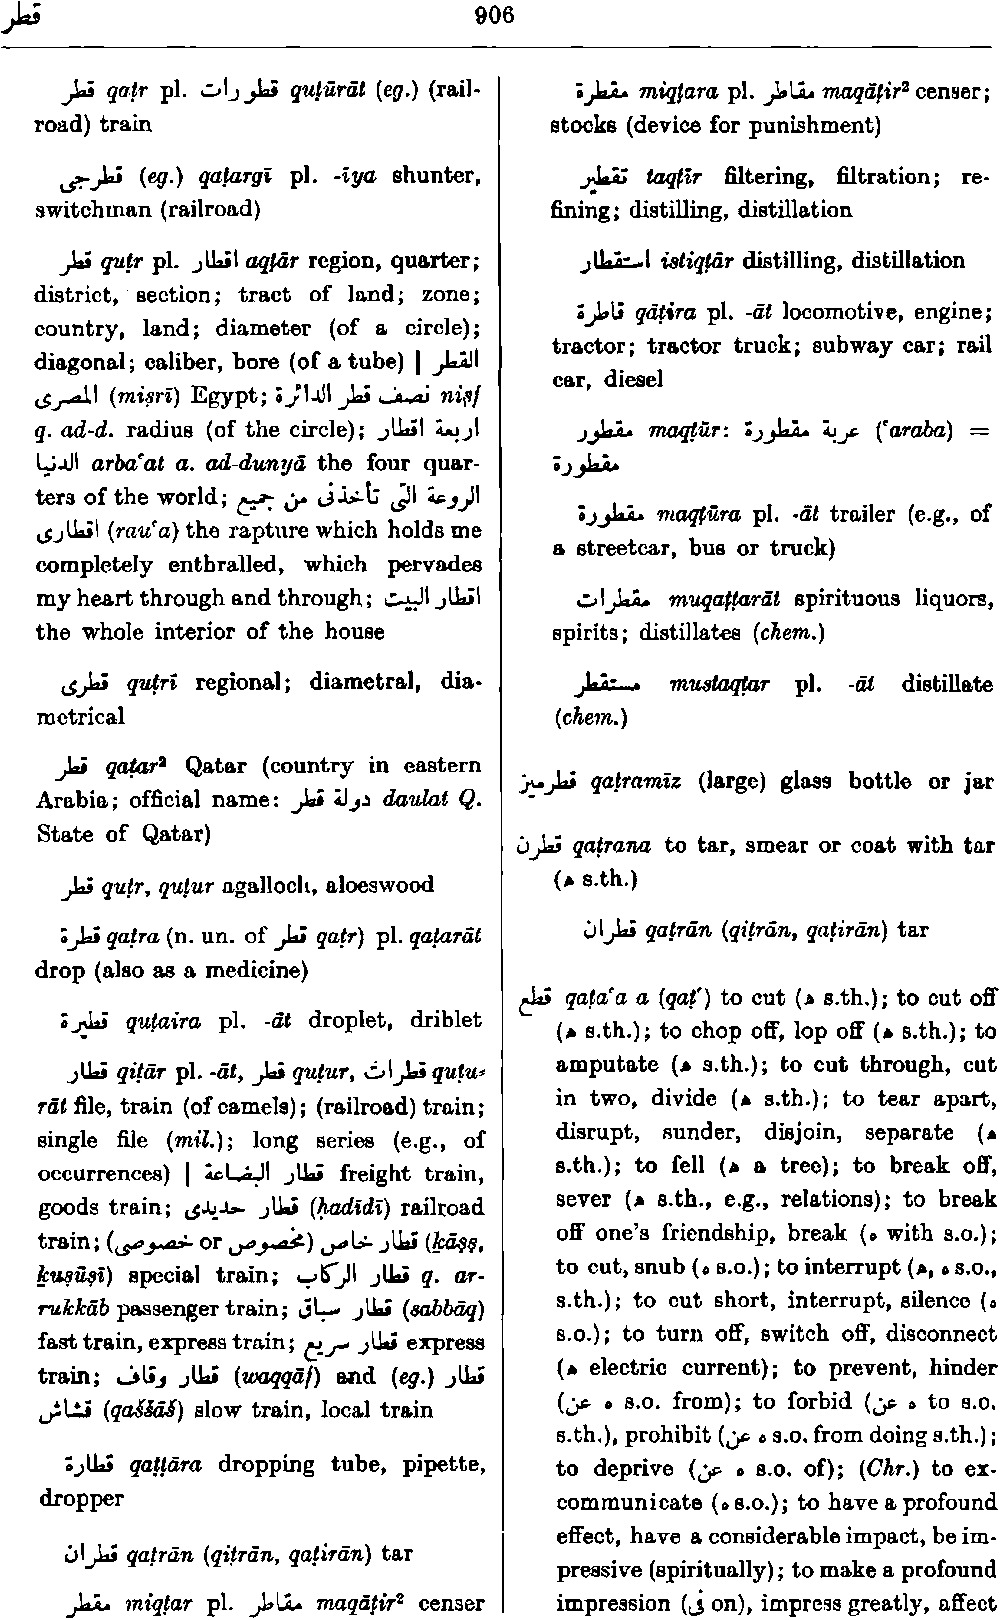 قطر
906
قطر qaṭr pl. قطورات quṭūrāt (eg.) (rail-
road) train
قطرجى (eg.) qaṭargī pl. -īya shunter,
switchman (railroad)
قطر quṭr pl. اقطار aqṭār region, quarter;
district, section; tract of land; zone;
country, land; diameter (of a circle);
diagonal; caliber, bore (of a tube) | القطر
المصرى (miṣrī) Egypt; نصف قطر الدائرة niṣf
q. ad-d. radius (of the circle); اربعة اقطار
الدنيا arba‘at a. ad-dunyā the four quar-
ters of the world; الروعة التى تأخذنى من جميع
اقطارى (rau‘a) the rapture which holds me
completely enthralled, which pervades
my heart through and through; اقطار البيت
the whole interior of the house
قطرى quṭrī regional; diametral, dia-
metrical
قطر qaṭar² Qatar (country in eastern
Arabia; official name: دولة قطر daulat Q.
State of Qatar)
قطر quṭr, quṭur agalloch, aloeswood
قطرة qaṭra (n. un. of قطر qaṭr) pl. qaṭarāt
drop (also as a medicine)
قطيرة quṭaira pl. -āt droplet, driblet
قطار qiṭār pl. -āt, قطر quṭur, قطرات quṭu-
rāt file, train (of camels); (railroad) train;
single file (mil.); long series (e.g., of
occurrences) | قطار البضاعة freight train,
goods train; قطار حديدى (ḥadīdī) railroad
train; قطار خاص (مخصوص or خصوصى) (ḵāṣṣ,
ḵuṣūṣī) special train; قطار الركاب q. ar-
rukkāb passenger train; قطار سباق (sabbāq)
fast train, express train; قطار سريع express
train; قطار وقاف (waqqāf) and (eg.) قطار
قشاش (qaššāš) slow train, local train
قطارة qaṭṭāra dropping tube, pipette,
dropper
قطران qaṭrān (qiṭrān, qaṭirān) tar
مقطر miqṭar pl. مقاطر maqāṭir² censer
مقطرة miqṭara pl. مقاطر maqāṭir² censer;
stocks (device for punishment)
تقطير taqṭīr filtering, filtration; re-
fining; distilling, distillation
استقطار istiqṭār distilling, distillation
قاطرة qāṭira pl. -āt locomotive, engine;
tractor; tractor truck; subway car; rail
car, diesel
مقطور maqṭūr: عربة مقطورة (‘araba) =
مقطورة
مقطورة maqṭūra pl. -āt trailer (e.g., of
a streetcar, bus or truck)
مقطرات muqaṭṭarāt spirituous liquors,
spirits; distillates (chem.)
مستقطر mustaqṭar pl. -āt distillate
(chem.)
قطرميز qaṭramīz (large) glass bottle or jar
قطرن qaṭrana to tar, smear or coat with tar
(ه s.th.)
قطران qaṭrān (qiṭrān, qaṭirān) tar
قطع qaṭa‘a a (qaṭ‘) to cut (ه s.th.); to cut off
(ه s.th.); to chop off, lop off (ه s.th.); to
amputate (ه s.th.); to cut through, cut
in two, divide (ه s.th.); to tear apart,
disrupt, sunder, disjoin, separate (ه
s.th.); to fell (ه a tree); to break off,
sever (ه s.th., e.g., relations); to break
off one's friendship, break (ه with s.o.);
to cut, snub (ه s.o.); to interrupt (ه, ه s.o.,
s.th.); to cut short, interrupt, silence (ه
s.o.); to turn off, switch off, disconnect
(ه electric current); to prevent, hinder
(ه عن s.o. from); to forbid (ه عن to s.o.
s.th.), prohibit (ه عن s.o. from doing s.th.);
to deprive (ه عن s.o. of); (Chr.) to ex-
communicate (ه s.o.); to have a profound
effect, have a considerable impact, be im-
pressive (spiritually); to make a profound
impression (فى on), impress greatly, affect